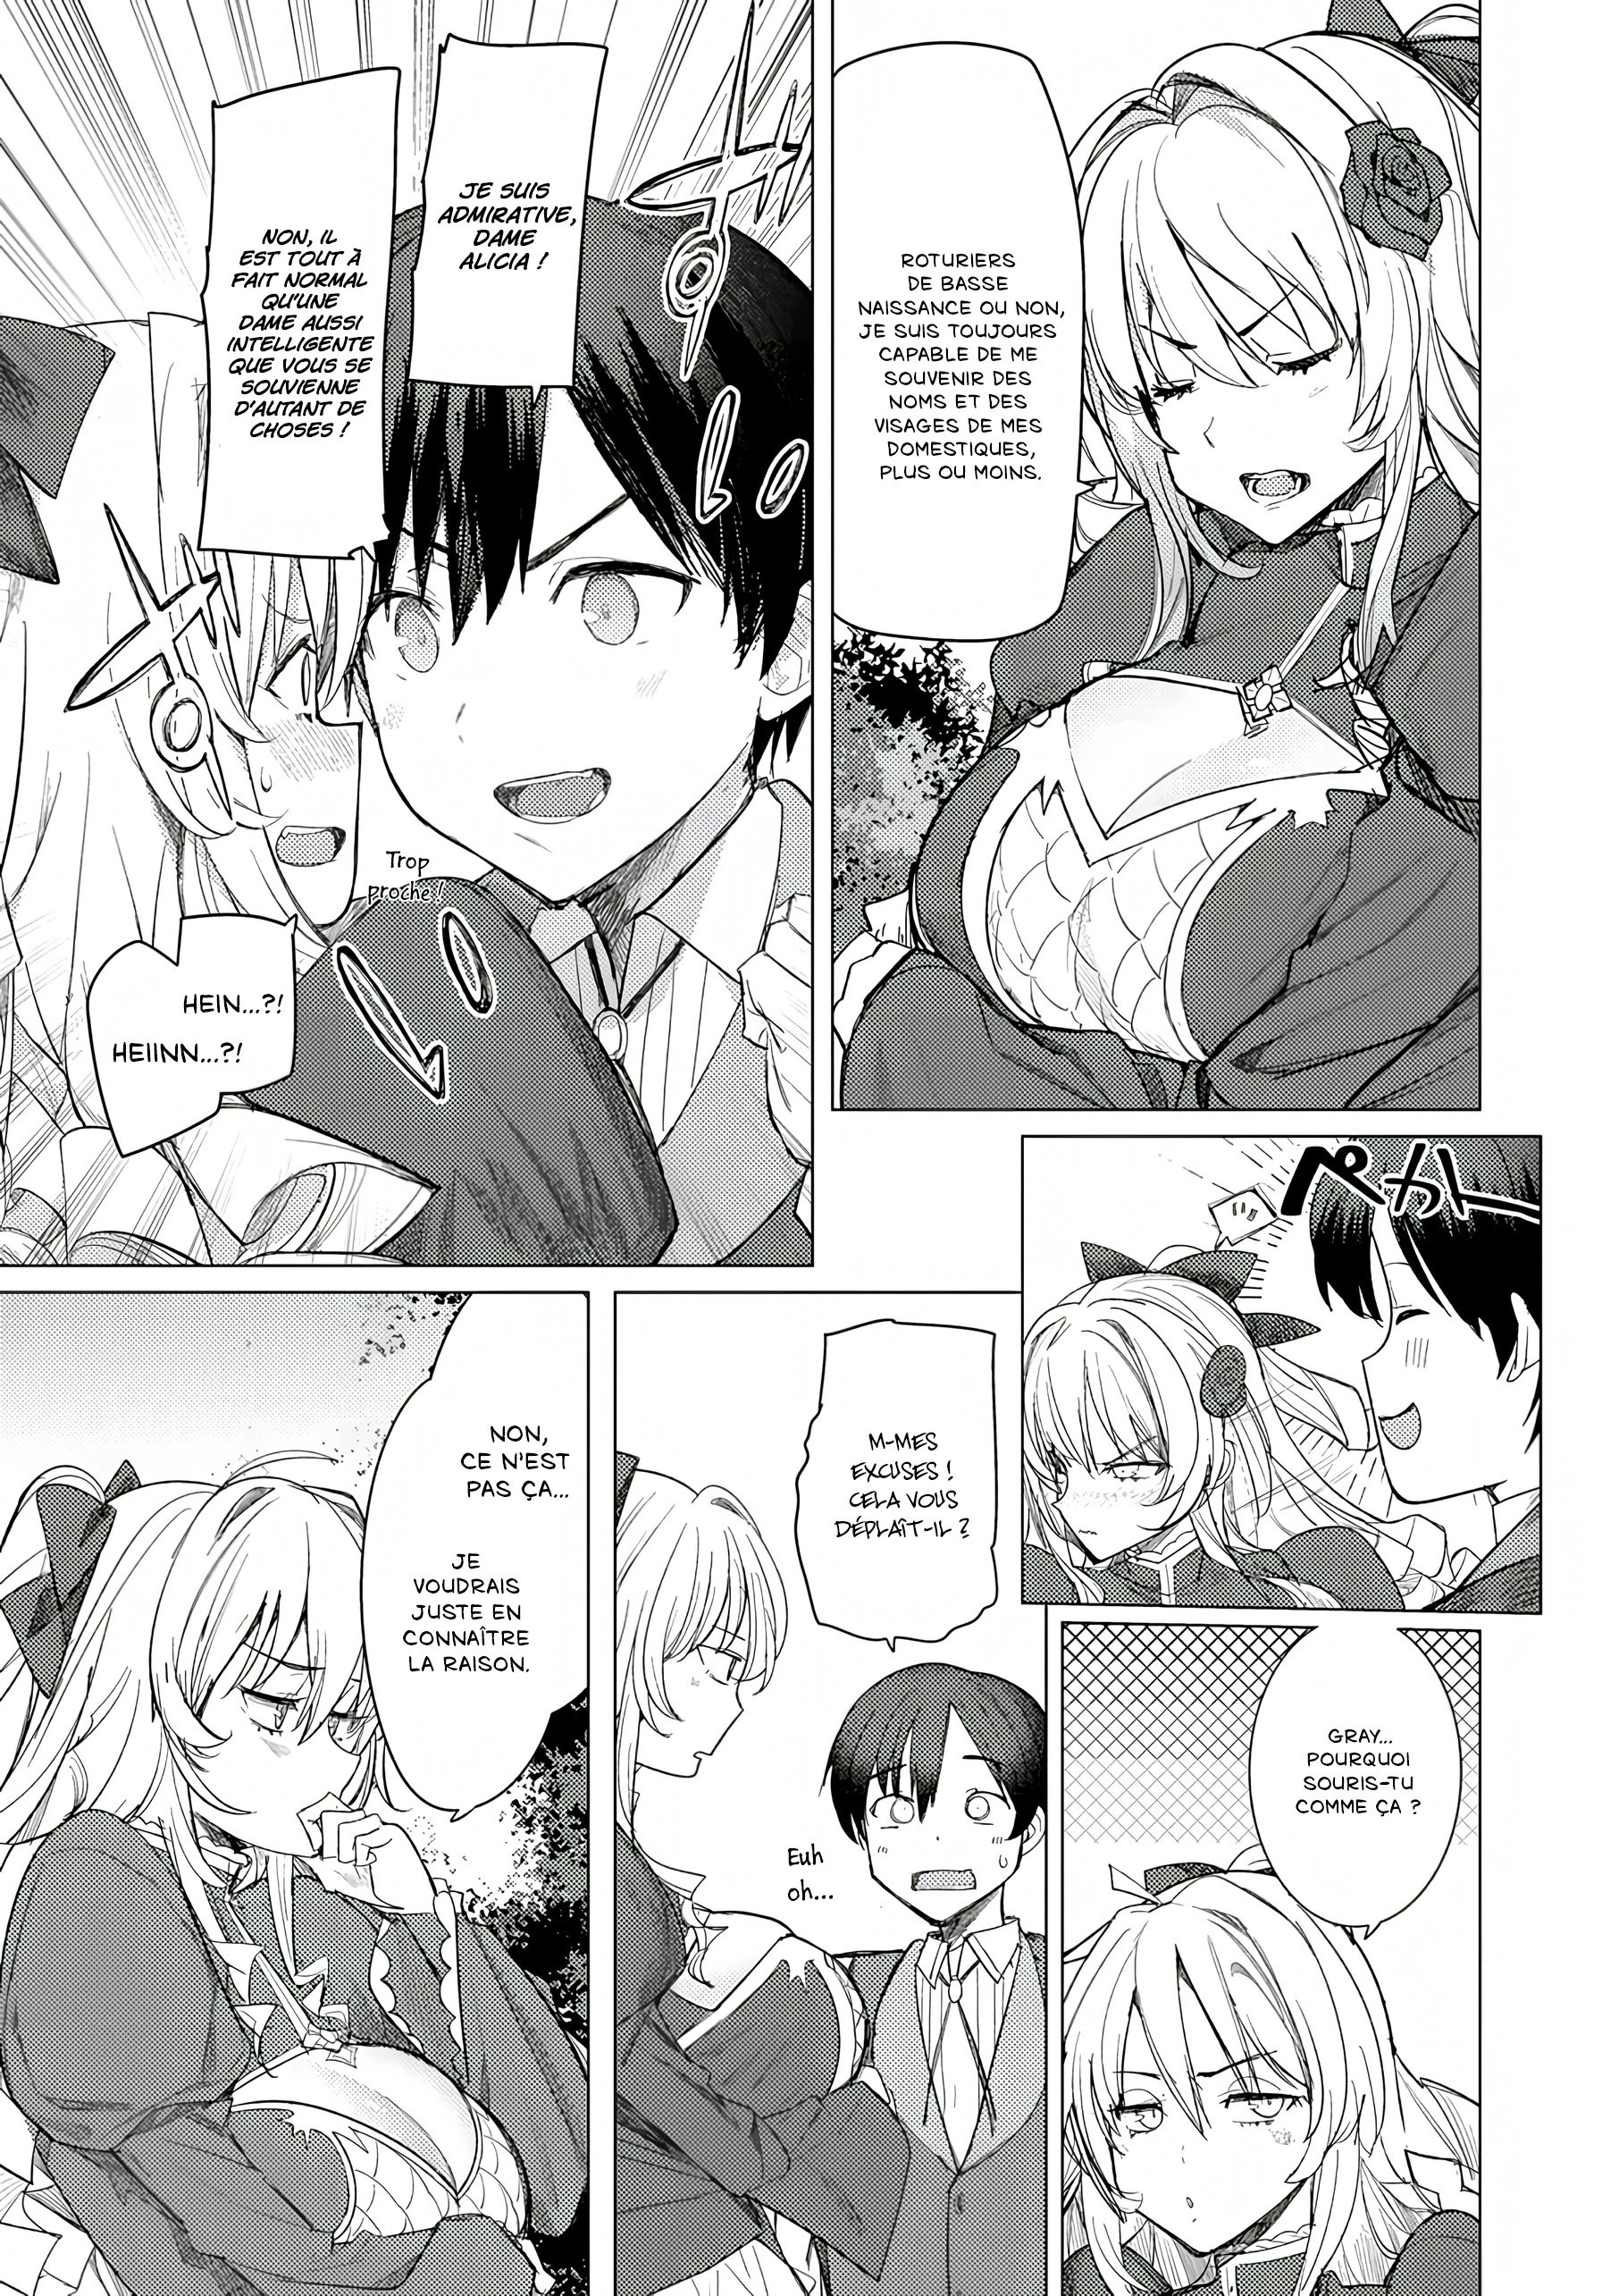 ROTURIERS
DE BASSE
NAISSANCE OU NON,
JE SUIS TOUJOURS
CAPABLE DE ME
SOUVENIR DES
NOMS ET DES
VISAGES DE MES
DOMESTIQUES,
PLUS OU MOINS.
JE SUIS
ADMIRATIVE,
DAME
ALICIA !
NON, IL
EST TOUT À
FAIT NORMAL
QU'UNE
DAME AUSSI
INTELLIGENTE
QUE VOUS SE
SOUVIENNE
D'AUTANT DE
CHOSES !
Trop
proche !
HEIN...?!
HEIINN...?!
ペカー
GRAY...
POURQUOI
SOURIS-TU
COMME ÇA ?
M-MES
EXCUSES !
CELA VOUS
DÉPLAÎT-IL ?
Euh
oh...
NON,
CE N'EST
PAS ÇA...
JE
VOUDRAIS
JUSTE EN
CONNAÎTRE
LA RAISON.